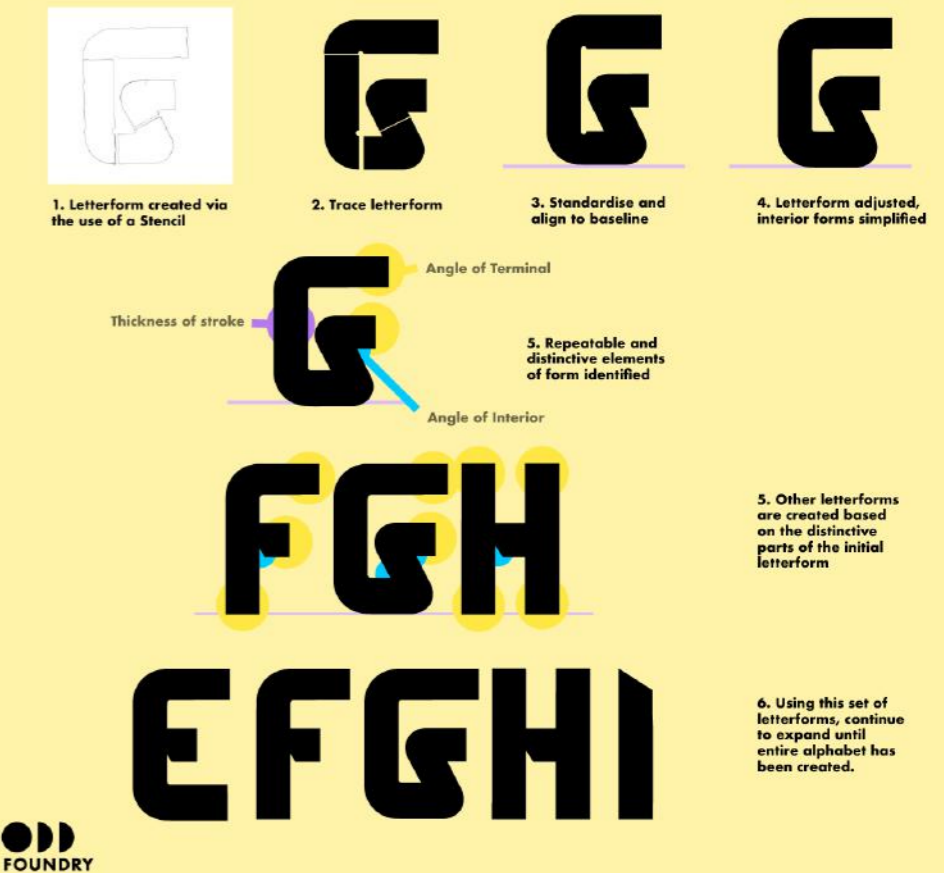 1. Letterform created via
the use of a Stencil
2. Trace letterform
3. Standardise and
align to baseline
4. Letterform adjusted,
interior forms simplified
Angle of Terminal
Thickness of stroke
5. Repeatable and
distinctive elements
of form identified
Angle of Interior
FGH
5. Other letterforms
are created based
on the distinctive
parts of the initial
letterform
EFGHI
6. Using this set of
letterforms, continue
to expand until
entire alphabet has
been created.
ODD
FOUNDRY